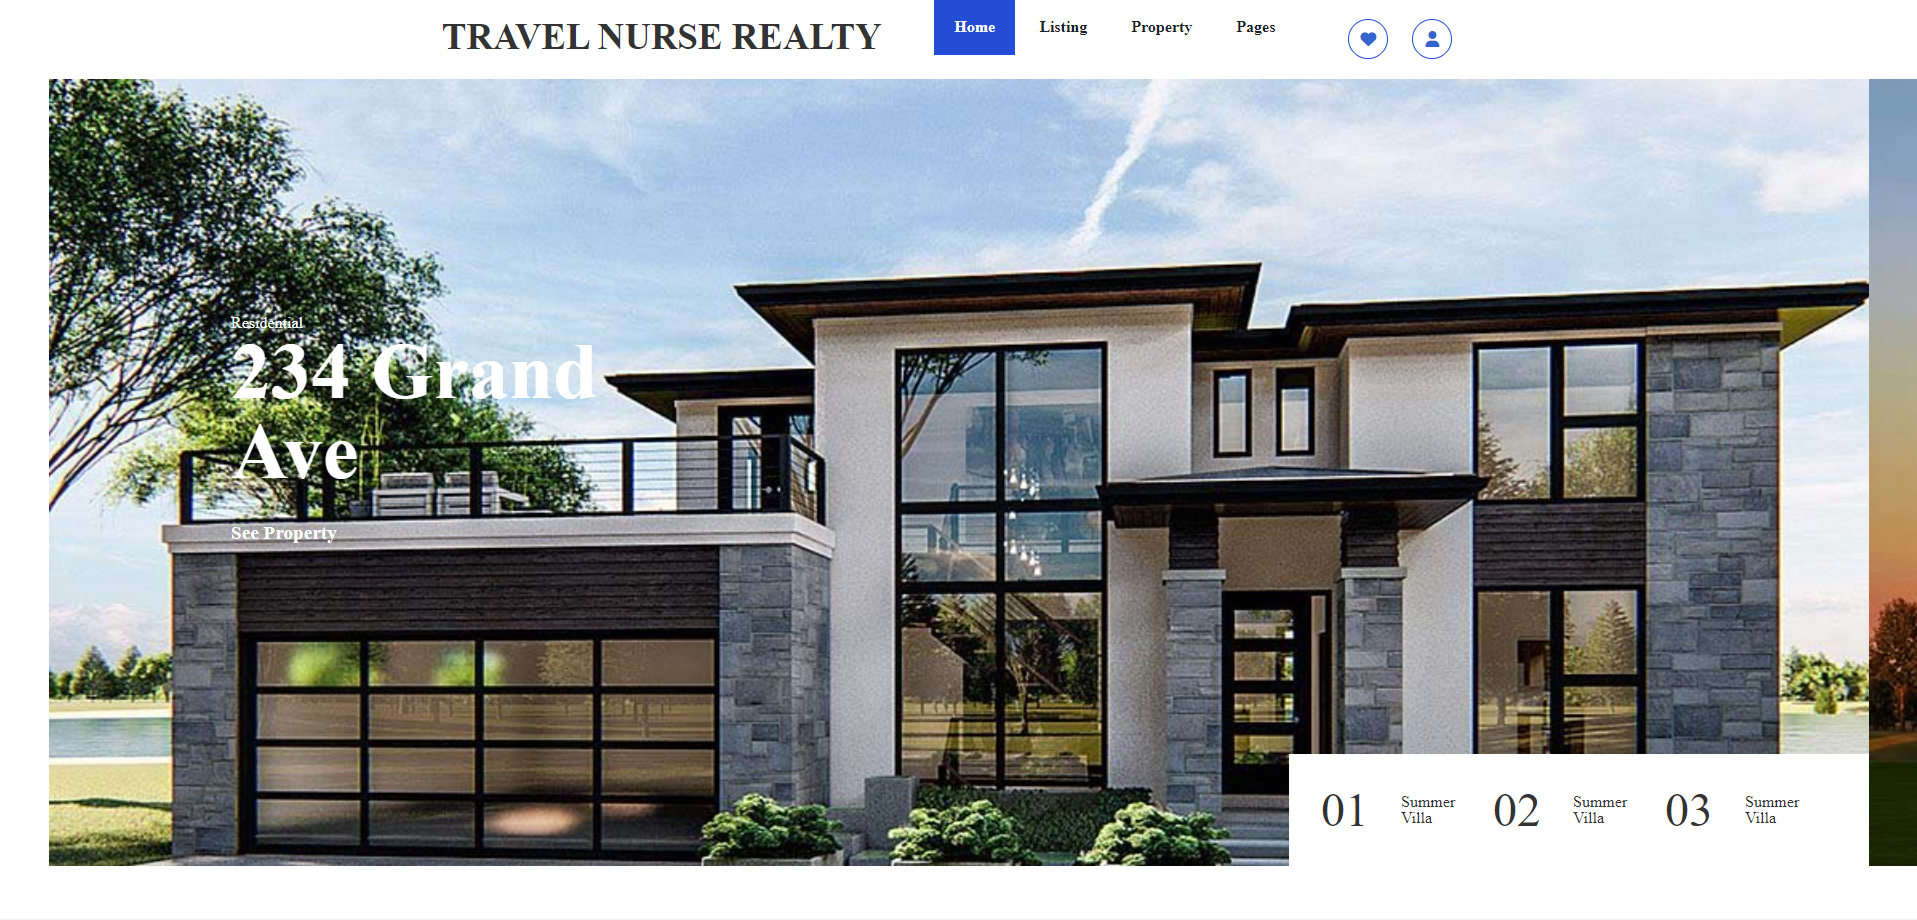 TRAVEL NURSE REALTY
Home Listing Property Pages
Residential
234 Grand
Ave
See Property
01 Summer Villa
02 Summer Villa
03 Summer Villa